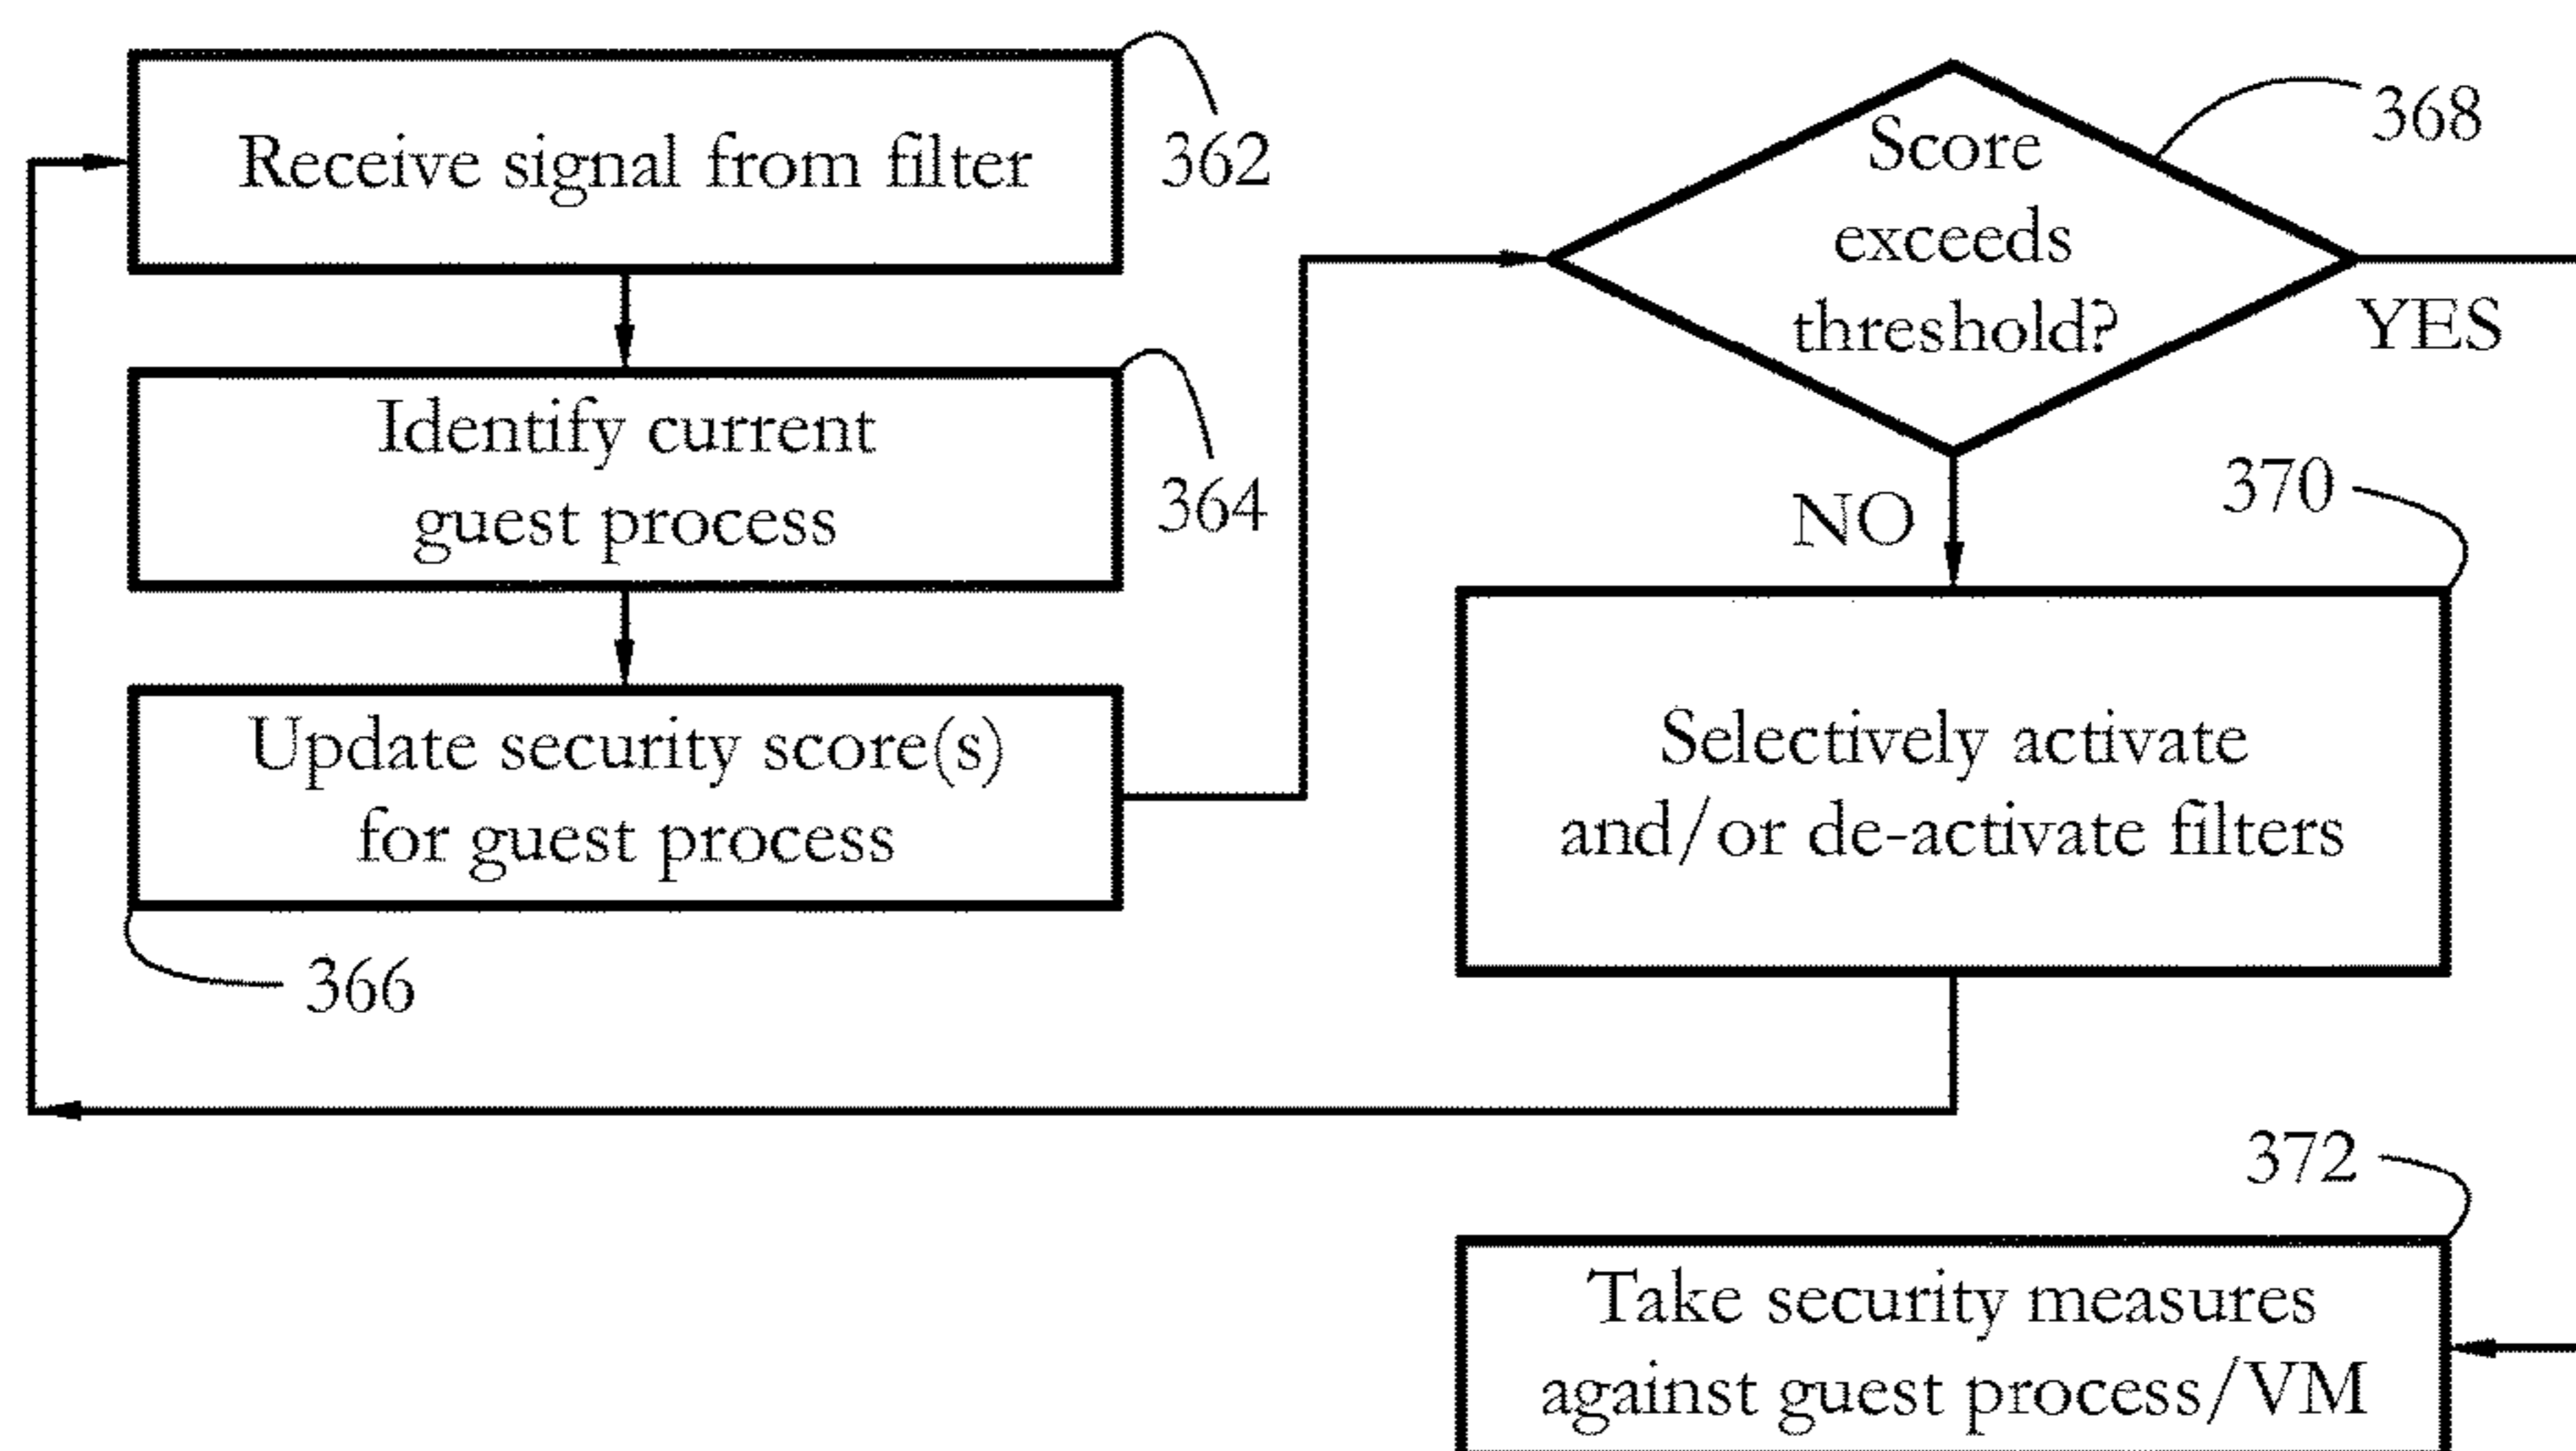 Receive signal from filter
362
Identify current
guest process
364
Update security score(s)
for guest process
366
Score
exceeds
threshold?
368
YES
NO
370
Selectively activate
and/or de-activate filters
372
Take security measures
against guest process/VM